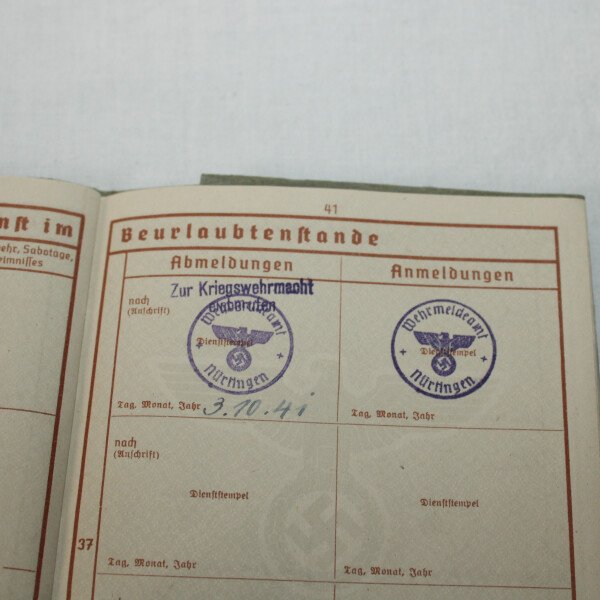 nst im
ehr, Sabotage,
eimnisses
41
Beurlaubtenstande
Abmeldungen
Anmeldungen
nach
(Anschrift)
Zur Kriegswehrmacht
einberufen
Wehrmeldeamt
Dienststempel
Nürtingen
Tag, Monat, Jahr 3.10.41
Wehrmeldeamt
Dienststempel
Nürtingen
Tag, Monat, Jahr
nach
(Anschrift)
Dienststempel
Tag, Monat, Jahr
Dienststempel
Tag, Monat, Jahr
37